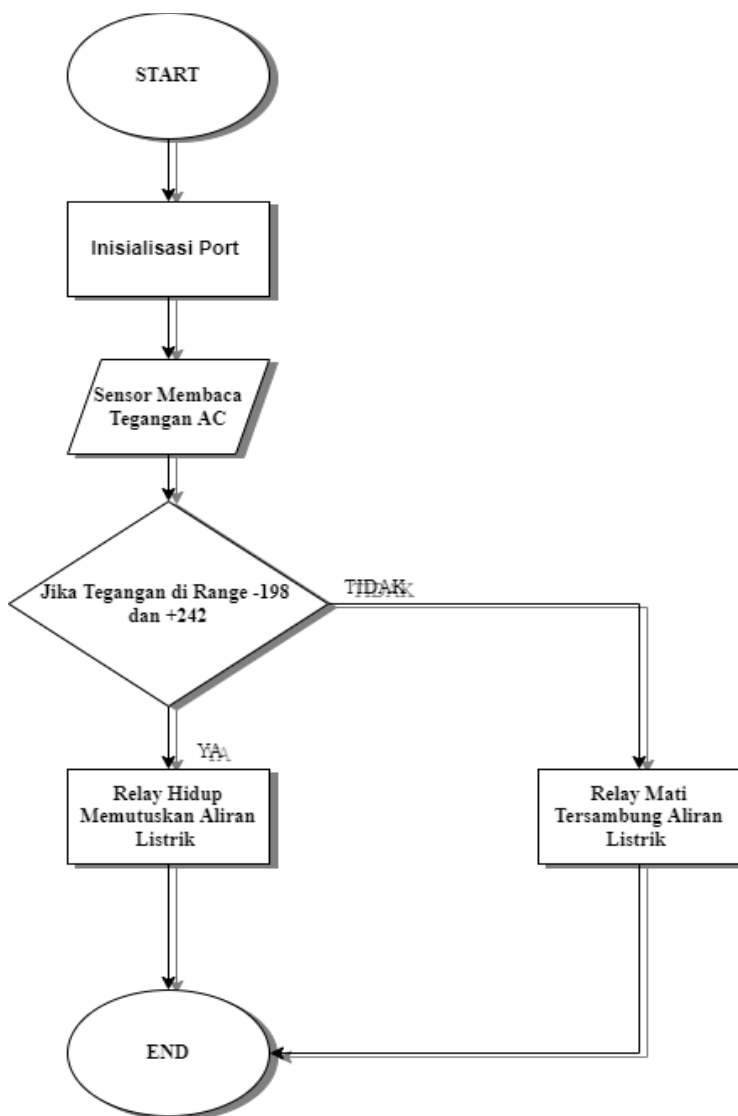 START
Inisialisasi Port
Sensor Membaca
Tegangan AC
Jika Tegangan di Range -198
dan +242
TIDAK
YA
Relay Hidup
Memutuskan Aliran
Listrik
Relay Mati
Tersambung Aliran
Listrik
END